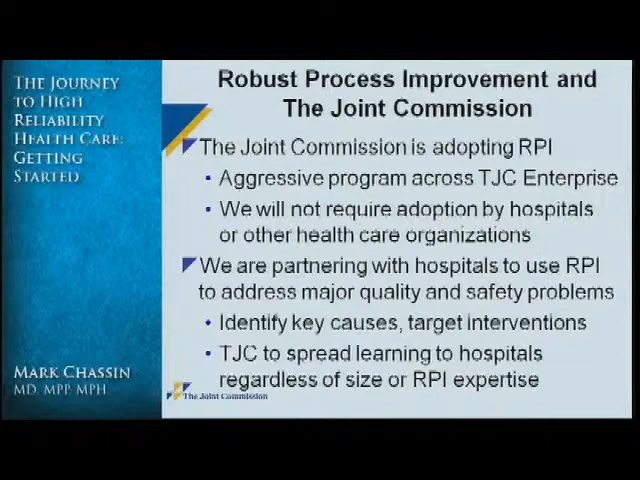 THE JOURNEY
TO HIGH
RELIABILITY
HEALTH CARE:
GETTING
STARTED
MARK CHASSIN
MD, MPP, MPH
Robust Process Improvement and
The Joint Commission
The Joint Commission is adopting RPI
• Aggressive program across TJC Enterprise
• We will not require adoption by hospitals
or other health care organizations
We are partnering with hospitals to use RPI
to address major quality and safety problems
• Identify key causes, target interventions
• TJC to spread learning to hospitals
regardless of size or RPI expertise
The Joint Commission